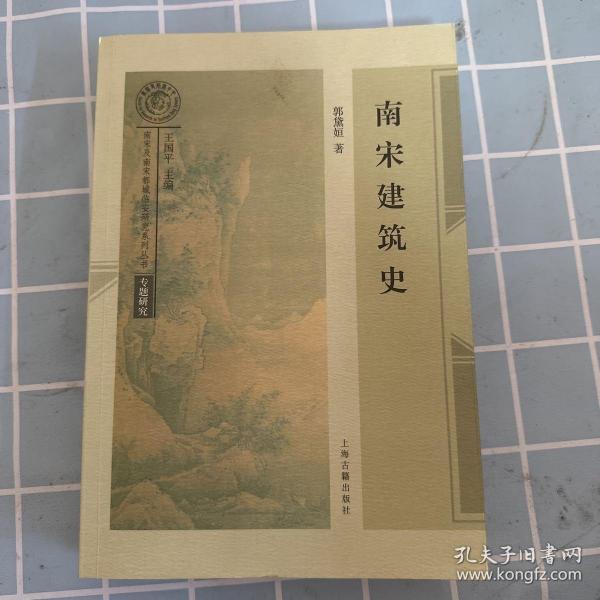 南宋建筑史
郭黛姮 著
王国平 主编
南宋及南宋都城临安研究系列丛书
专题研究
上海古籍出版社
孔夫子旧书网
www.kongfz.com